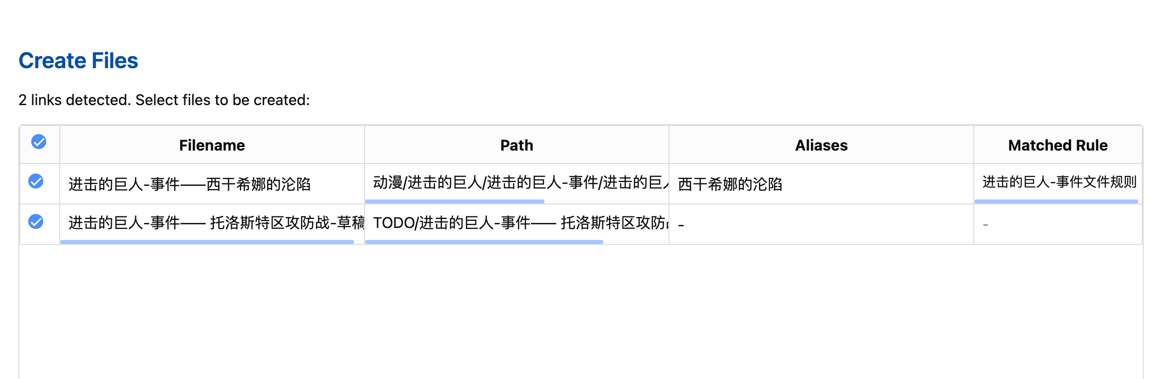 Create Files
2 links detected. Select files to be created:
Filename Path Aliases Matched Rule
进击的巨人-事件——西干希娜的沦陷 动漫/进击的巨人/进击的巨人-事件/进击的巨人 西干希娜的沦陷 进击的巨人-事件文件规则
进击的巨人-事件—— 托洛斯特区攻防战-草稿 TODO/进击的巨人-事件—— 托洛斯特区攻防 - -